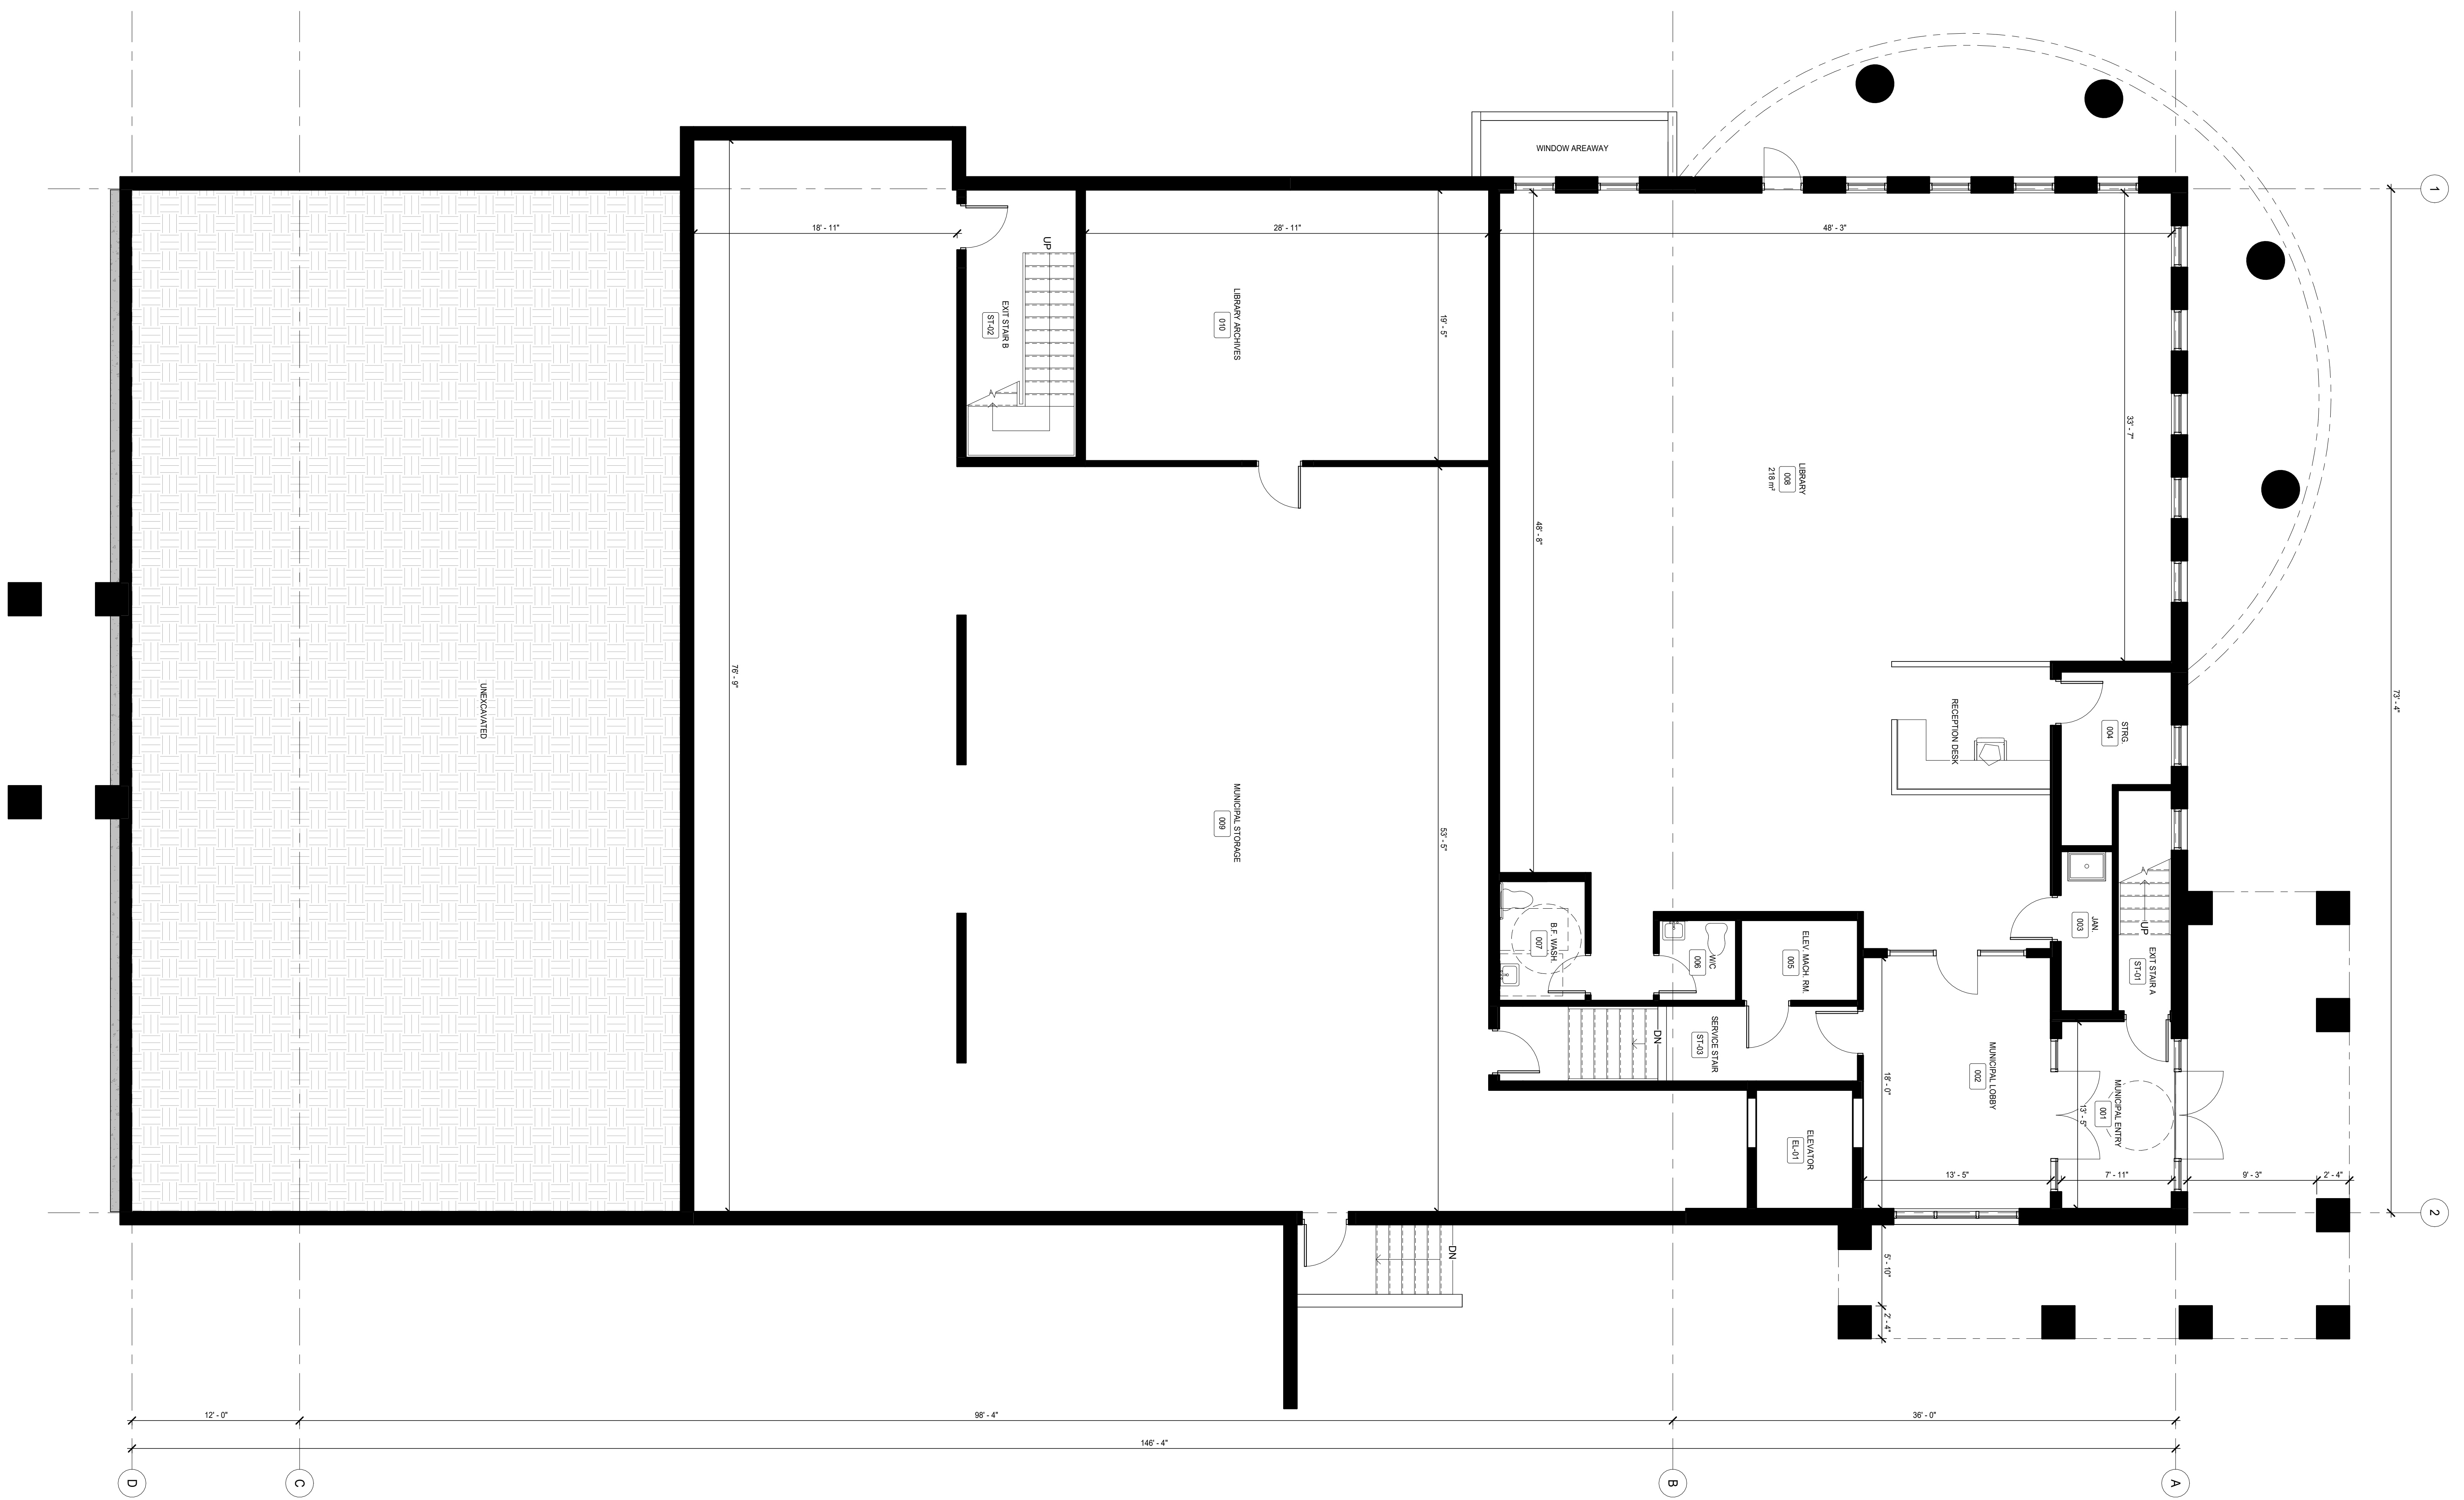 WINDOW AREAWAY
1
18' - 11"
28' - 11"
48' - 3"
UP
EXIT STAIR B
ST-02
LIBRARY ARCHIVES
010
19' - 5"
33' - 7"
LIBRARY
008
218 m²
48' - 8"
76' - 9"
UNEXCAVATED
73' - 4"
RECEPTION DESK
STRG.
004
MUNICIPAL STORAGE
009
53' - 5"
B.F. WASH.
007
W/C
006
ELEV. MACH. RM.
005
JAN.
003
UP
EXIT STAIR A
ST-01
DN
SERVICE STAIR
ST-03
MUNICIPAL LOBBY
002
18' - 0"
MUNICIPAL ENTRY
001
13' - 5"
ELEVATOR
EL-01
13' - 5"
7' - 11"
9' - 3"
2' - 4"
2
DN
5' - 10"
2' - 4"
12' - 0"
98' - 4"
36' - 0"
146' - 4"
D
C
B
A